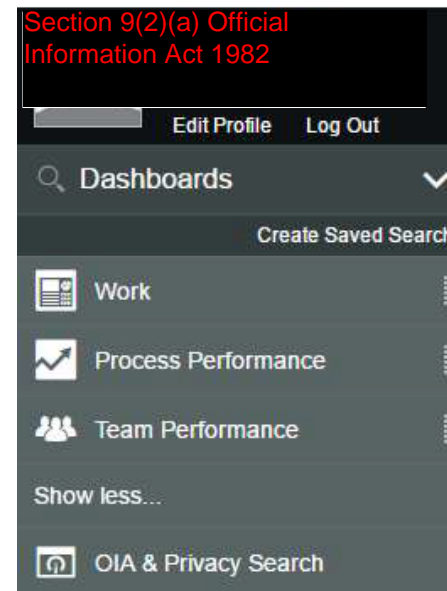 Section 9(2)(a) Official
Information Act 1982
Edit Profile Log Out
Dashboards
Create Saved Search
Work
Process Performance
Team Performance
Show less...
OIA & Privacy Search